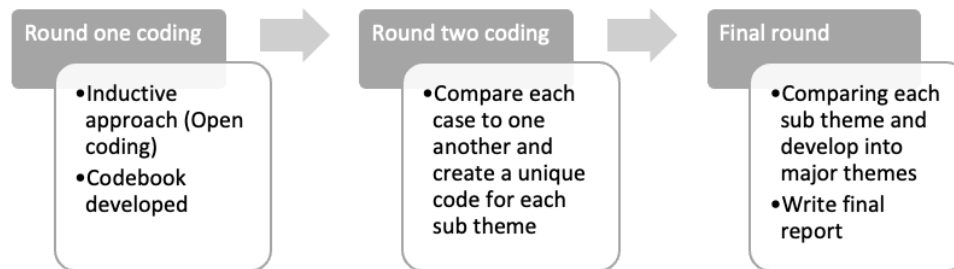 Round one coding
•Inductive
approach (Open
coding)
•Codebook
developed
Round two coding
•Compare each
case to one
another and
create a unique
code for each
sub theme
Final round
•Comparing each
sub theme and
develop into
major themes
•Write final
report